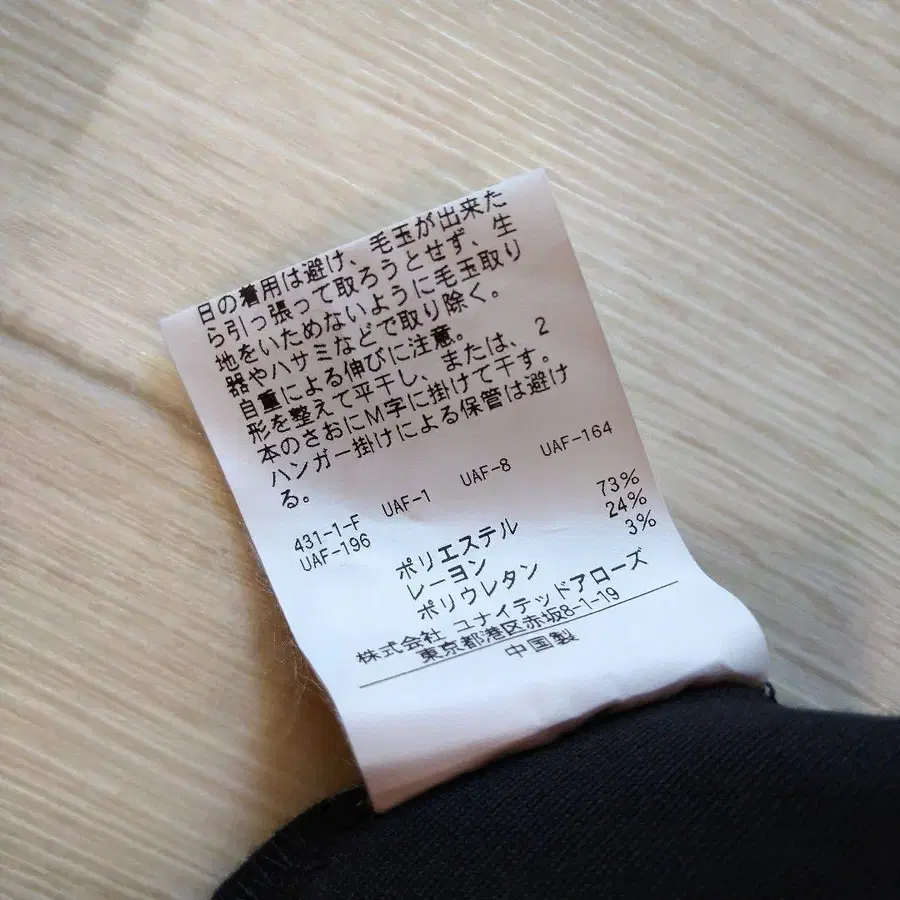 日の着用は避け、毛玉が出来た
ら引っ張って取ろうとせず、生
地をいためないように毛玉取り
器やハサミなどで取り除く。
自重による伸びに注意。
形を整えて平干し、または、2
本のさおにM字に掛けて干す。
ハンガー掛けによる保管は避け
る。
431-1-F UAF-1 UAF-8 UAF-164
UAF-196
ポリエステル 73%
レーヨン 24%
ポリウレタン 3%
株式会社 ユナイテッドアローズ
東京都港区赤坂8-1-19
中国製